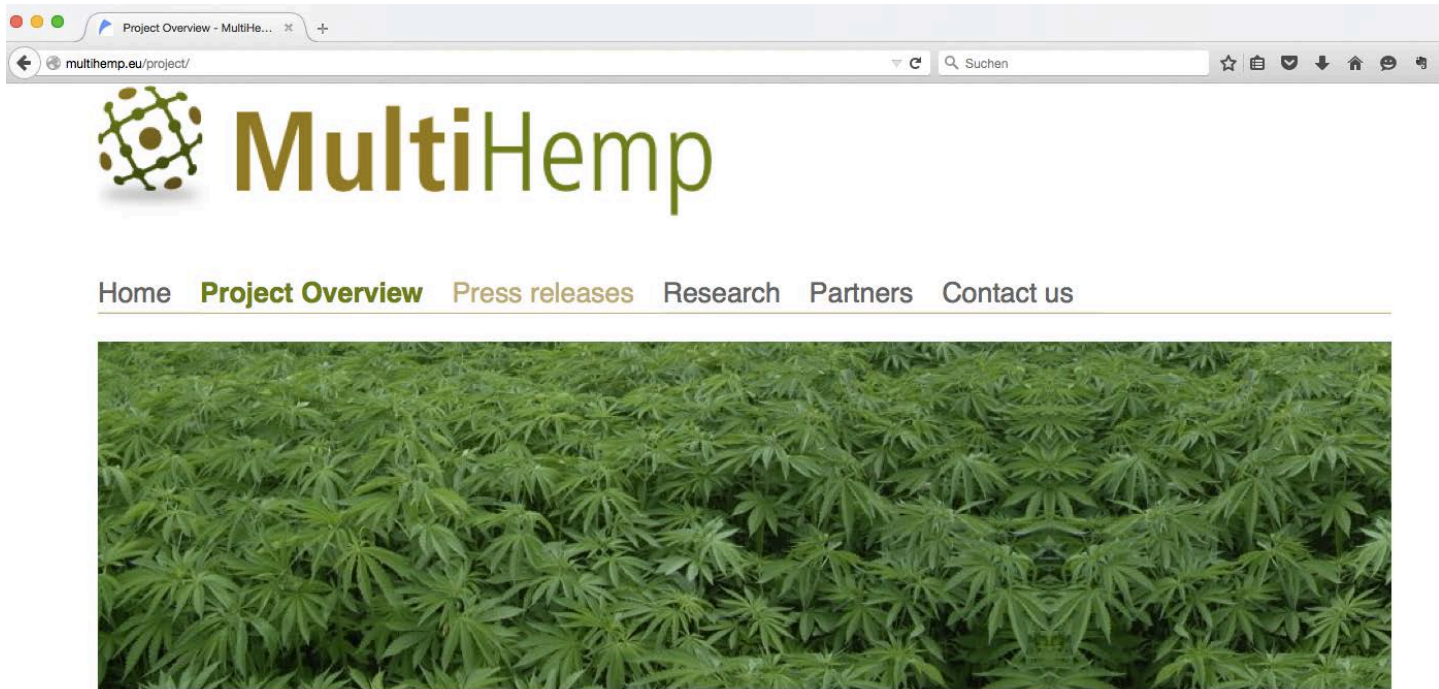 Project Overview - MultiHe...
multihemp.eu/project/
Suchen
MultiHemp
Home Project Overview Press releases Research Partners Contact us